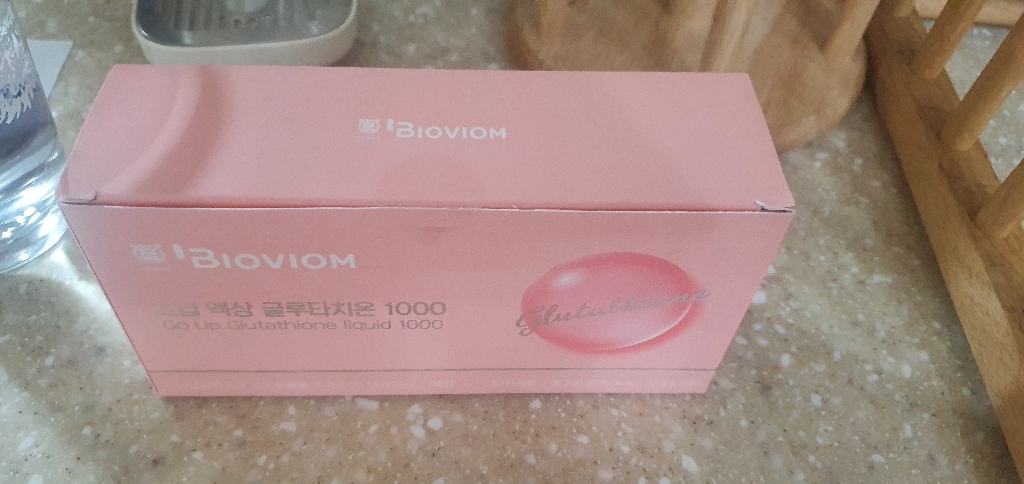 BIOVIOM
BIOVIOM
액상 글루타치온 1000
Go Up Glutathione liquid 1000
Glutathione